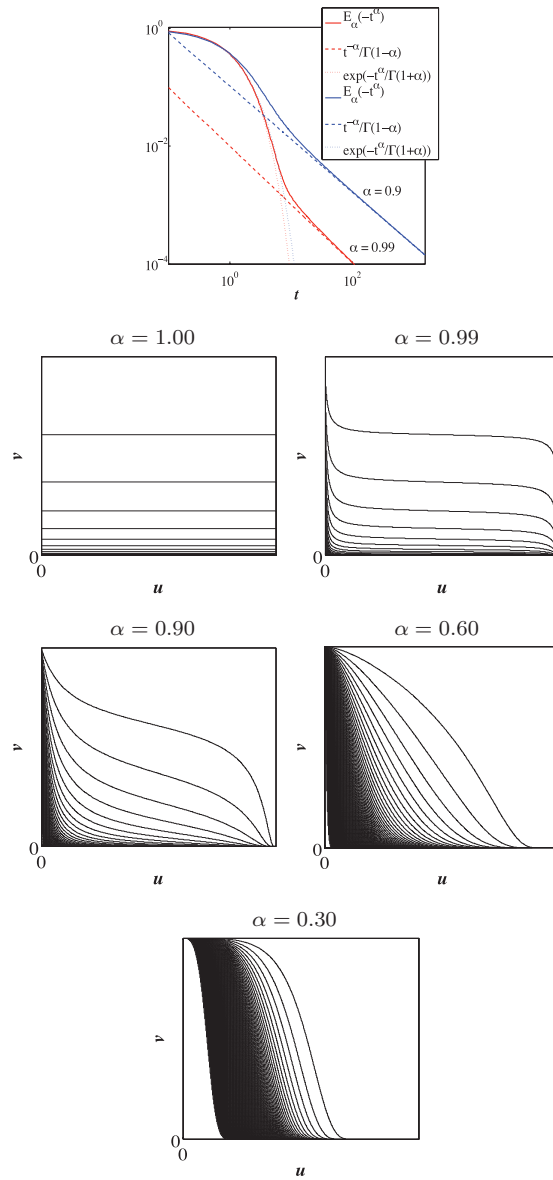 10^0
10^-2
10^-4
10^0
10^2
t
E_α(-t^α)
t^-α/Γ(1-α)
exp(-t^α/Γ(1+α))
E_α(-t^α)
t^-α/Γ(1-α)
exp(-t^α/Γ(1+α))
α = 0.9
α = 0.99
α = 1.00
v
0
0
u
α = 0.99
v
0
0
u
α = 0.90
v
0
0
u
α = 0.60
v
0
0
u
α = 0.30
v
0
0
u